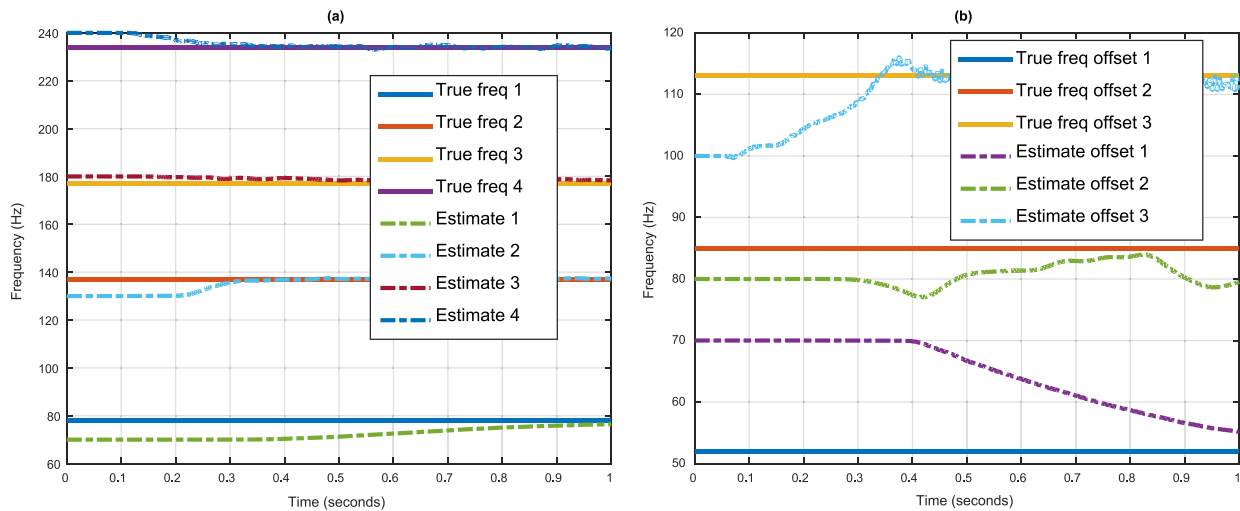 (a)
240
220
200
180
160
140
120
100
80
60
Frequency (Hz)
0 0.1 0.2 0.3 0.4 0.5 0.6 0.7 0.8 0.9 1
Time (seconds)
True freq 1
True freq 2
True freq 3
True freq 4
Estimate 1
Estimate 2
Estimate 3
Estimate 4
(b)
120
110
100
90
80
70
60
50
Frequency (Hz)
0 0.1 0.2 0.3 0.4 0.5 0.6 0.7 0.8 0.9 1
Time (seconds)
True freq offset 1
True freq offset 2
True freq offset 3
Estimate offset 1
Estimate offset 2
Estimate offset 3